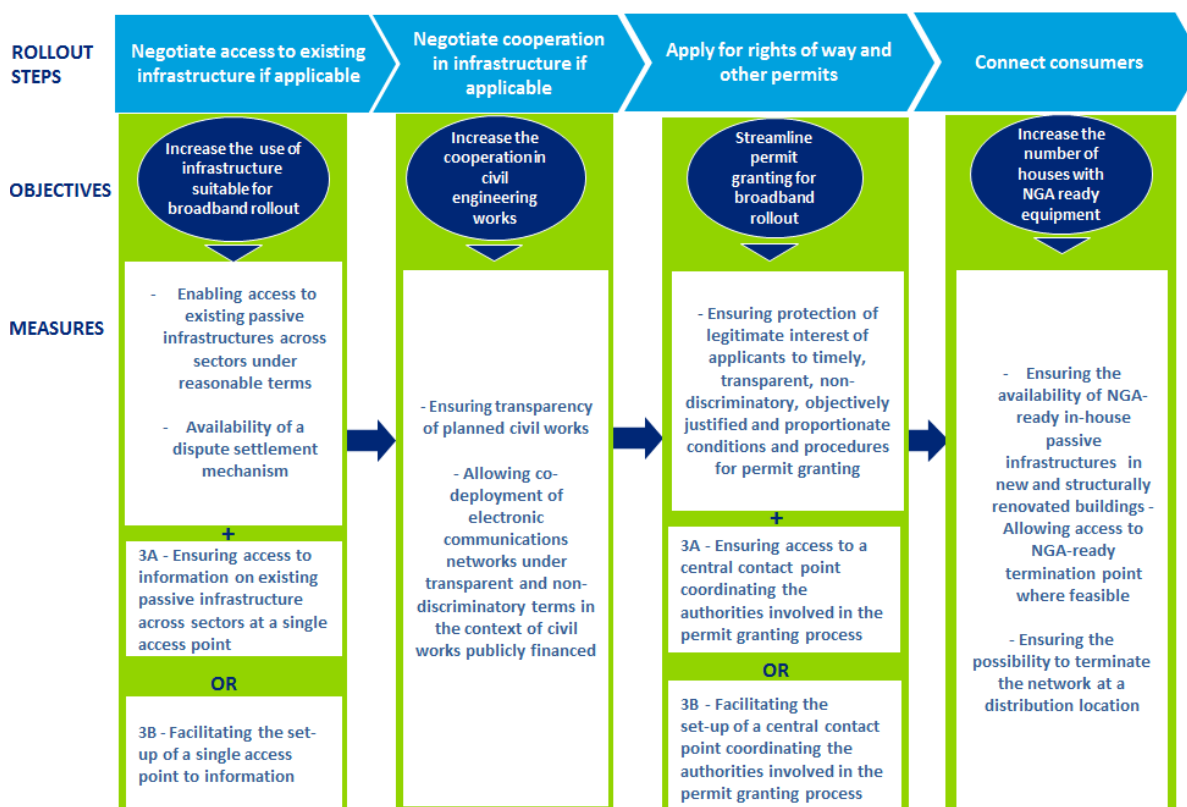 ROLLOUT
STEPS
Negotiate access to existing
infrastructure if applicable
Negotiate cooperation
in infrastructure if
applicable
Apply for rights of way and
other permits
Connect consumers
OBJECTIVES
Increase the use of
infrastructure
suitable for
broadband rollout
Increase the
cooperation in
civil
engineering
works
Streamline
permit
granting for
broadband
rollout
Increase the
number of
houses with
NGA ready
equipment
MEASURES
- Enabling access to
existing passive
infrastructures across
sectors under
reasonable terms
- Availability of a
dispute settlement
mechanism
+
3A - Ensuring access to
information on existing
passive infrastructure
across sectors at a single
access point
OR
3B - Facilitating the set-
up of a single access
point to information
- Ensuring transparency
of planned civil works
- Allowing co-
deployment of
electronic
communications
networks under
transparent and non-
discriminatory terms in
the context of civil
works publicly financed
- Ensuring protection of
legitimate interest of
applicants to timely,
transparent, non-
discriminatory, objectively
justified and proportionate
conditions and procedures
for permit granting
+
3A - Ensuring access to a
central contact point
coordinating the
authorities involved in the
permit granting process
OR
3B - Facilitating the
set-up of a central contact
point coordinating the
authorities involved in the
permit granting process
- Ensuring the
availability of NGA-
ready in-house
passive
infrastructures in
new and structurally
renovated buildings -
Allowing access to
NGA-ready
termination point
where feasible
- Ensuring the
possibility to terminate
the network at a
distribution location